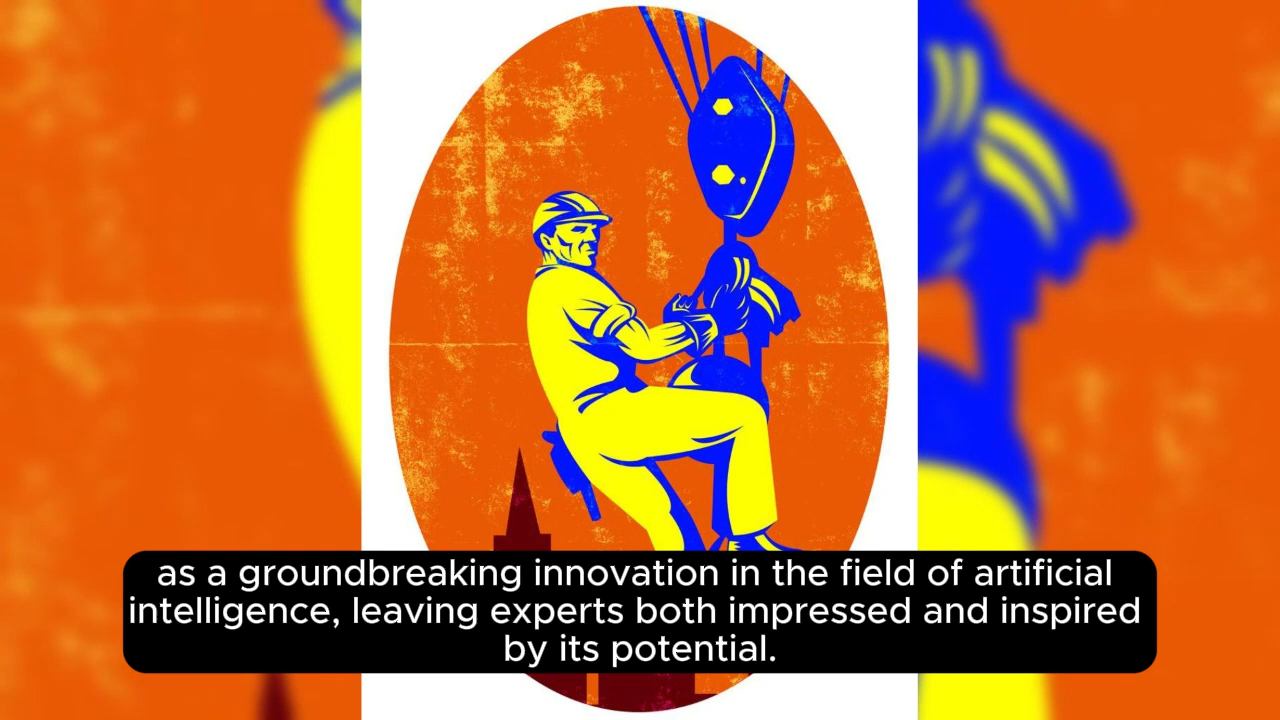 as a groundbreaking innovation in the field of artificial
intelligence, leaving experts both impressed and inspired
by its potential.